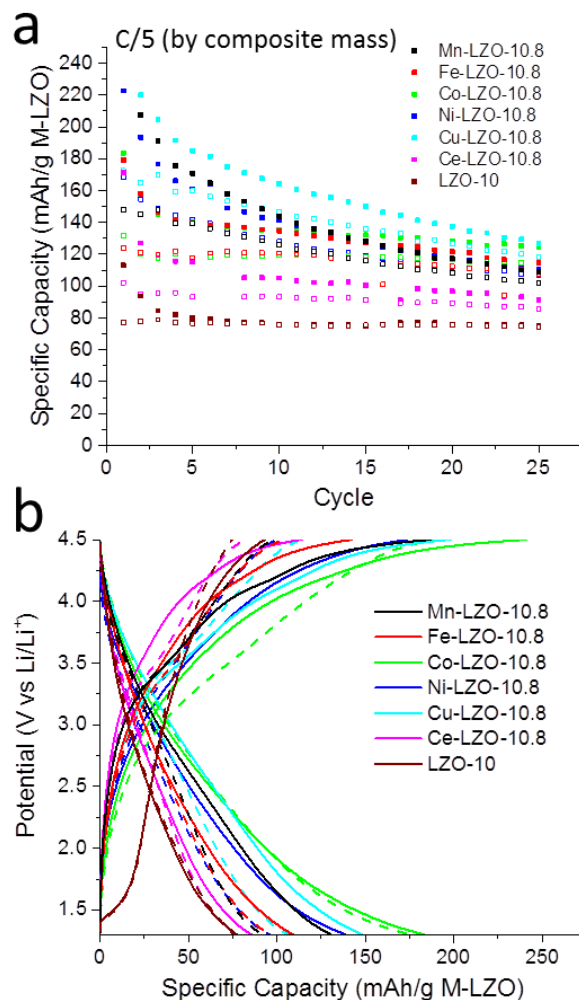 a
C/5 (by composite mass)
Mn-LZO-10.8
Fe-LZO-10.8
Co-LZO-10.8
Ni-LZO-10.8
Cu-LZO-10.8
Ce-LZO-10.8
LZO-10
240
220
200
180
160
140
120
100
80
60
40
20
0
Specific Capacity (mAh/g M-LZO)
0 5 10 15 20 25
Cycle
b
4.5
4.0
3.5
3.0
2.5
2.0
1.5
Potential (V vs Li/Li⁺)
Mn-LZO-10.8
Fe-LZO-10.8
Co-LZO-10.8
Ni-LZO-10.8
Cu-LZO-10.8
Ce-LZO-10.8
LZO-10
0 25 50 75 100 125 150 175 200 250
Specific Capacity (mAh/g M-LZO)